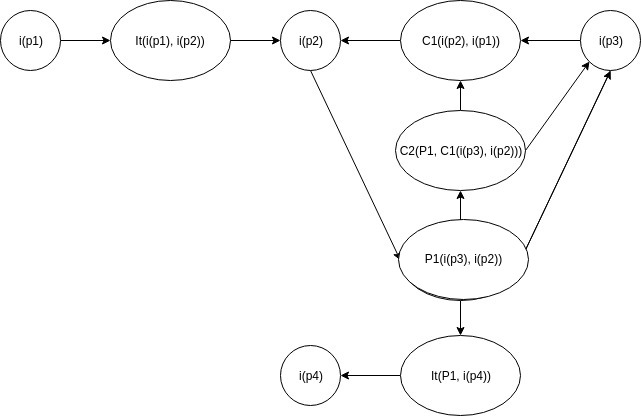 i(p1)
It(i(p1), i(p2))
i(p2)
C1(i(p2), i(p1))
i(p3)
C2(P1, C1(i(p3), i(p2)))
P1(i(p3), i(p2))
i(p4)
It(P1, i(p4))